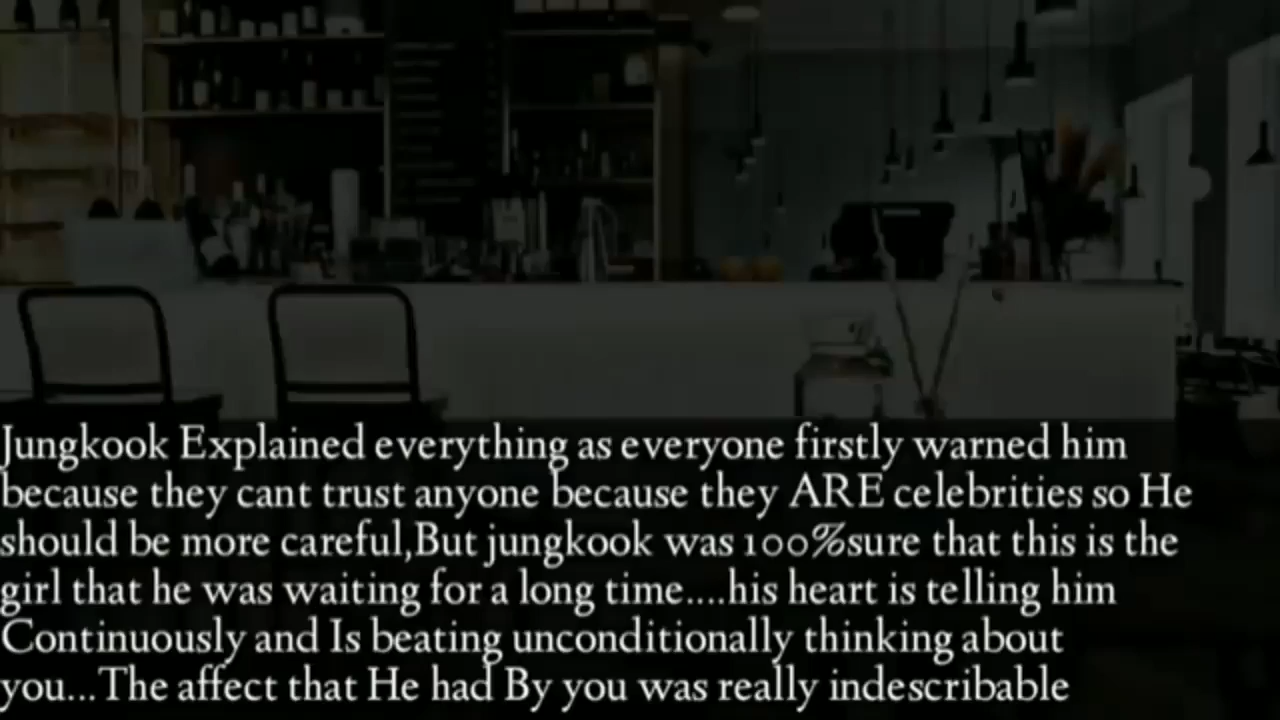 Jungkook Explained everything as everyone firstly warned him
because they cant trust anyone because they ARE celebrities so He
should be more careful,But jungkook was 100%sure that this is the
girl that he was waiting for a long time....his heart is telling him
Continuously and Is beating unconditionally thinking about
you...The affect that He had By you was really indescribable